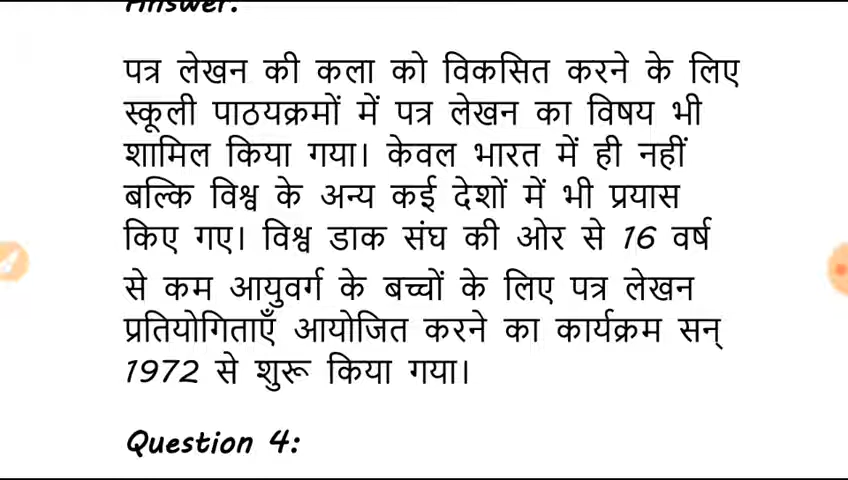 Answer:
पत्र लेखन की कला को विकसित करने के लिए
स्कूली पाठयक्रमों में पत्र लेखन का विषय भी
शामिल किया गया। केवल भारत में ही नहीं
बल्कि विश्व के अन्य कई देशों में भी प्रयास
किए गए। विश्व डाक संघ की ओर से 16 वर्ष
से कम आयुवर्ग के बच्चों के लिए पत्र लेखन
प्रतियोगिताएँ आयोजित करने का कार्यक्रम सन्
1972 से शुरू किया गया।
Question 4: